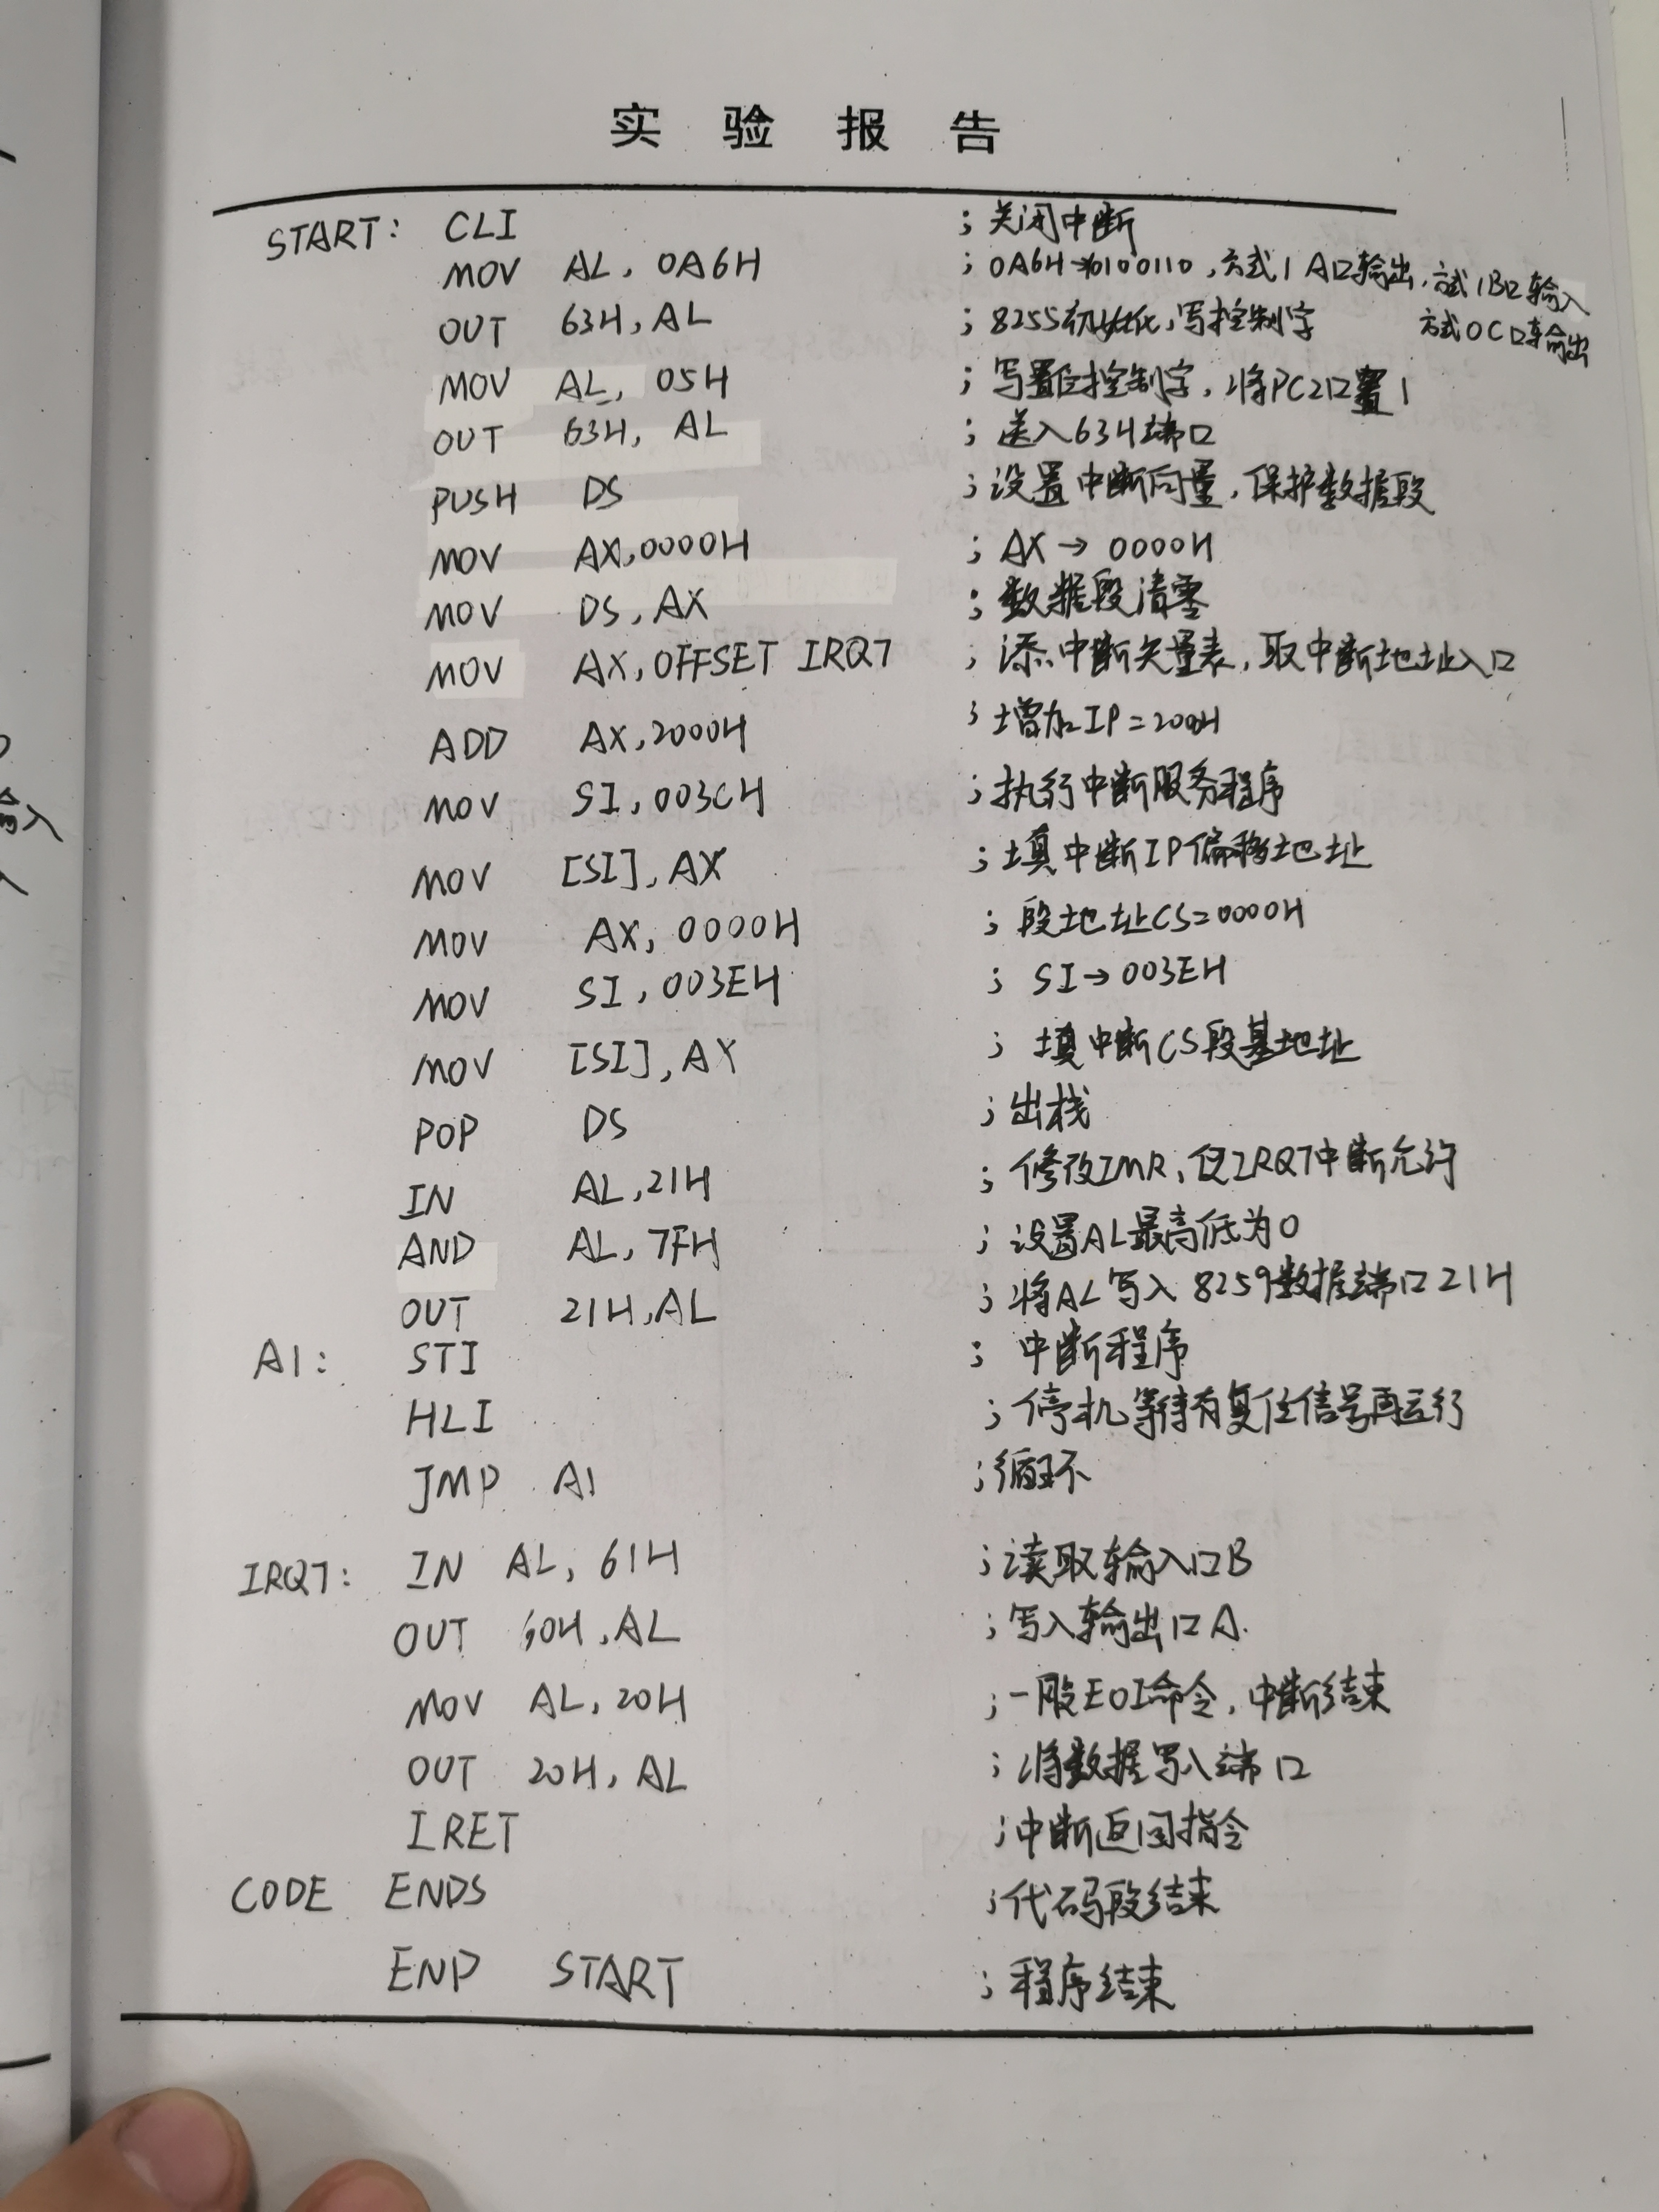 实 验 报 告
START: CLI ;关闭中断
MOV AL, 0A6H ;0A6H→10100110,方式1 A口输出,方式1B口输入
方式0C口输出
OUT 63H, AL ;8255初始化,写控制字
MOV AL, 05H ;写置位控制字,将PC2口置1
OUT 63H, AL ;送入63H端口
PUSH DS ;设置中断向量,保护数据段
MOV AX,0000H ;AX→0000H
MOV DS,AX ;数据段清零
MOV AX,OFFSET IRQ7 ;添中断矢量表,取中断地址入口
ADD AX,2000H ;增加IP=2000H
MOV SI,003CH ;执行中断服务程序
MOV [SI],AX ;填中断IP偏移地址
MOV AX, 0000H ;段地址CS=0000H
MOV SI,003EH ;SI→003EH
MOV [SI],AX ;填中断CS段基地址
POP DS ;出栈
IN AL,21H ;修改IMR,仅IRQ7中断允许
AND AL, 7FH ;设置AL最高低为0
OUT 21H,AL ;将AL写入8259数据端口21H
A1: STI ;中断程序
HLI ;停机等待有复位信号再运行
JMP A1 ;循环
IRQ7: IN AL, 61H ;读取输入口B
OUT 60H,AL ;写入输出口A.
MOV AL, 20H ;一般EOI命令,中断结束
OUT 20H, AL ;将数据写入端口
IRET ;中断返回指令
CODE ENDS ;代码段结束
END START ;程序结束
输入
入